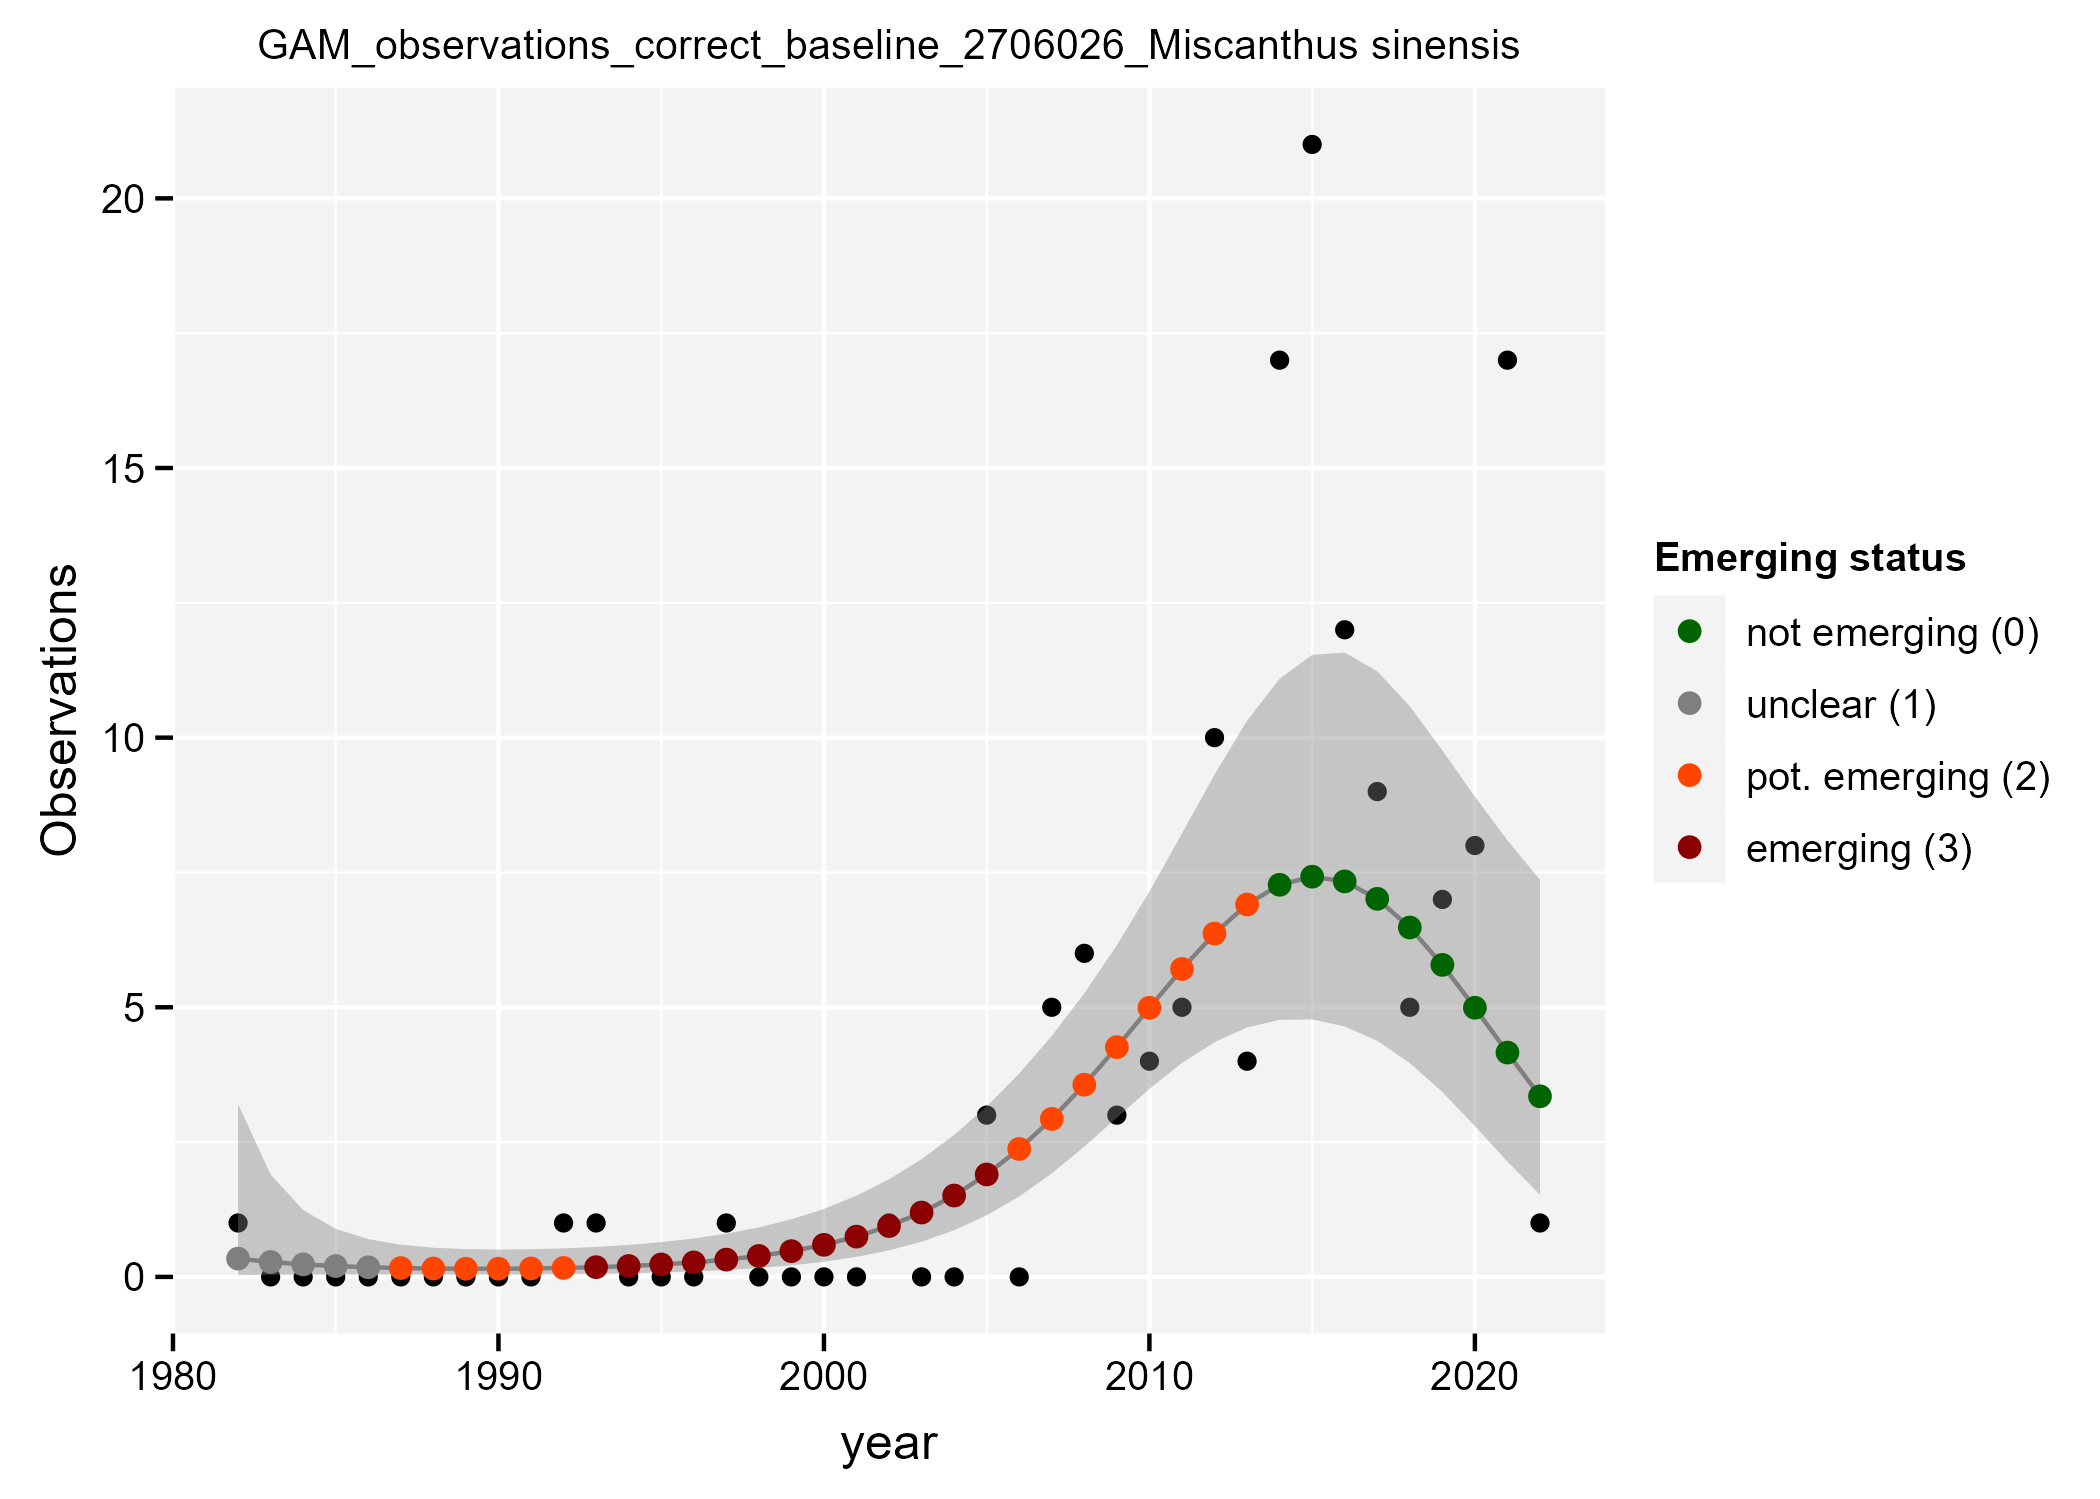 GAM_observations_correct_baseline_2706026_Miscanthus sinensis
Observations
20
15
10
5
0
1980
1990
2000
2010
2020
year
Emerging status
not emerging (0)
unclear (1)
pot. emerging (2)
emerging (3)